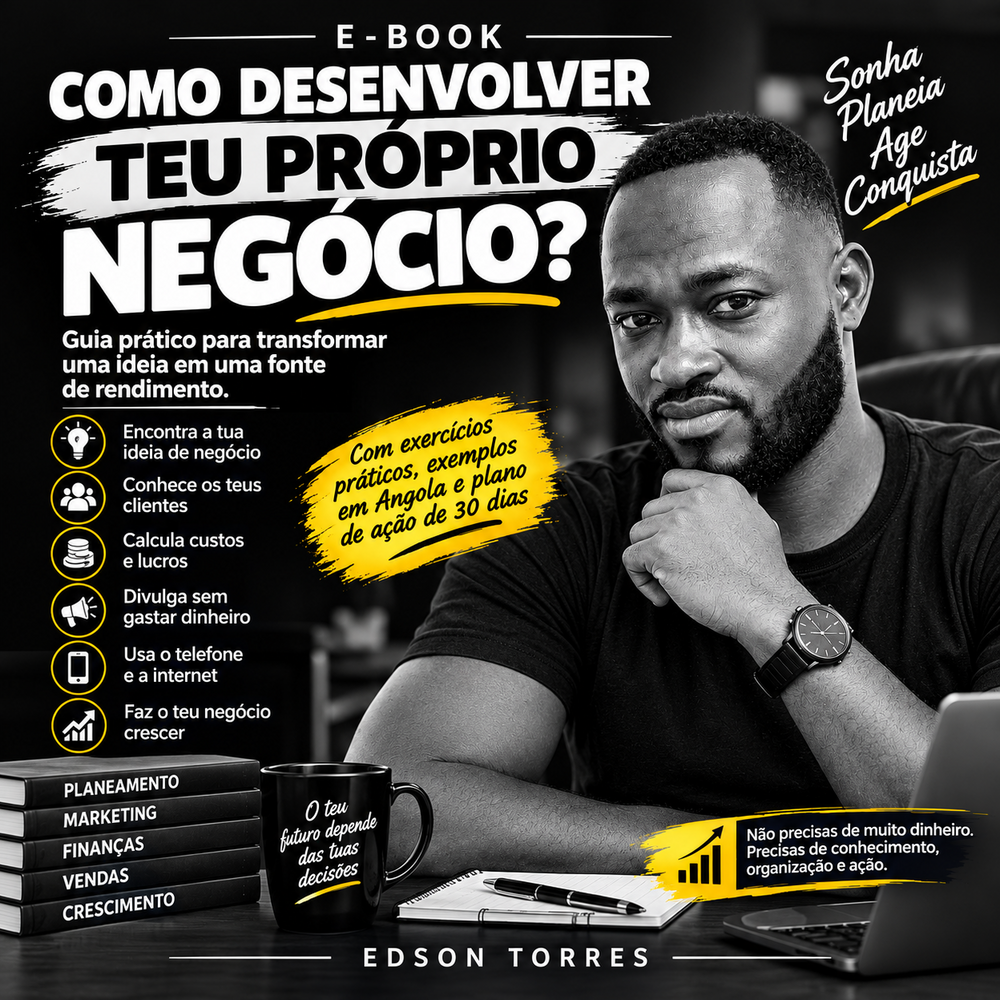 E-BOOK
COMO DESENVOLVER
TEU PRÓPRIO
NEGÓCIO?
Sonha
Planeia
Age
Conquista
Guia prático para transformar
uma ideia em uma fonte
de rendimento.
Encontra a tua
ideia de negócio
Conhece os teus
clientes
Calcula custos
e lucros
Divulga sem
gastar dinheiro
Usa o telefone
e a internet
Faz o teu negócio
crescer
Com exercícios
práticos, exemplos
em Angola e plano
de ação de 30 dias
PLANEAMENTO
MARKETING
FINANÇAS
VENDAS
CRESCIMENTO
O teu
futuro depende
das tuas
decisões
Não precisas de muito dinheiro.
Precisas de conhecimento,
organização e ação.
EDSON TORRES